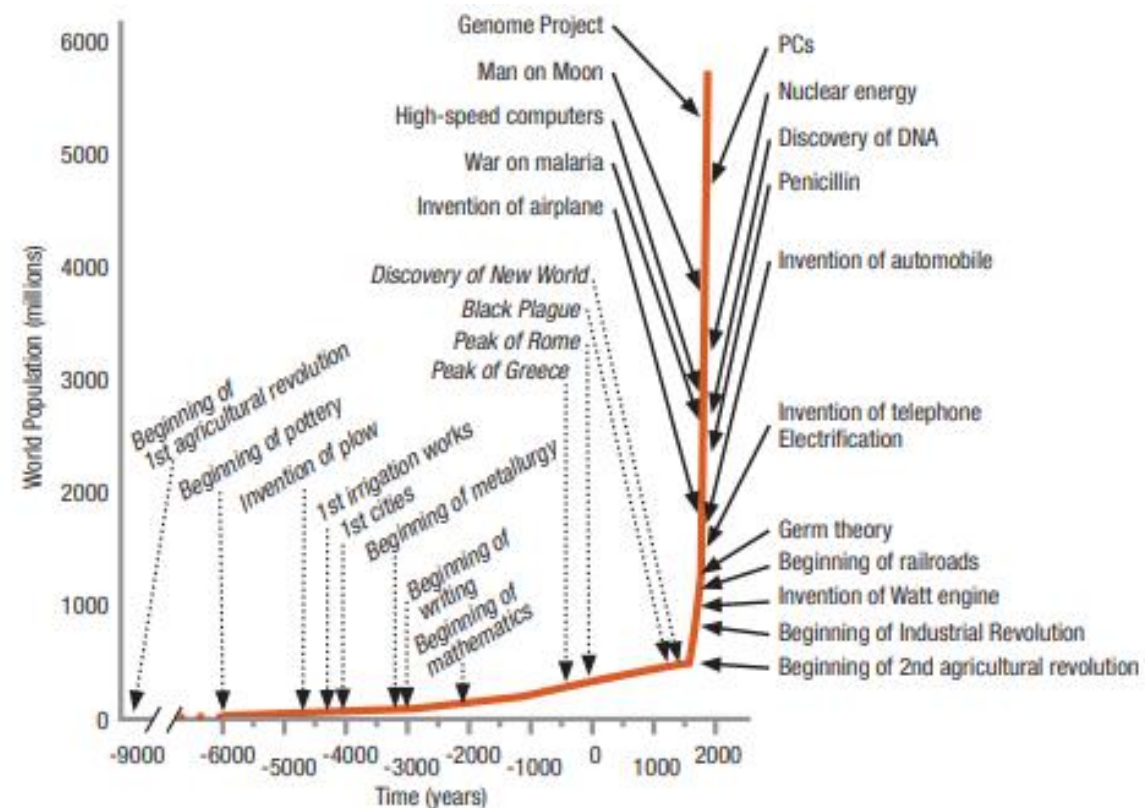 Genome Project
Man on Moon
High-speed computers
War on malaria
Invention of airplane
Discovery of New World
Black Plague
Peak of Rome
Peak of Greece
PCs
Nuclear energy
Discovery of DNA
Penicillin
Invention of automobile
Invention of telephone
Electrification
Germ theory
Beginning of railroads
Invention of Watt engine
Beginning of Industrial Revolution
Beginning of 2nd agricultural revolution
Beginning of
1st agricultural revolution
Beginning of pottery
Invention of plow
1st irrigation works
1st cities
Beginning of metallurgy
Beginning of
writing
Beginning of
mathematics
World Population (millions)
6000
5000
4000
3000
2000
1000
0
-9000
-6000
-5000
-4000
-3000
-2000
-1000
0
1000
2000
Time (years)